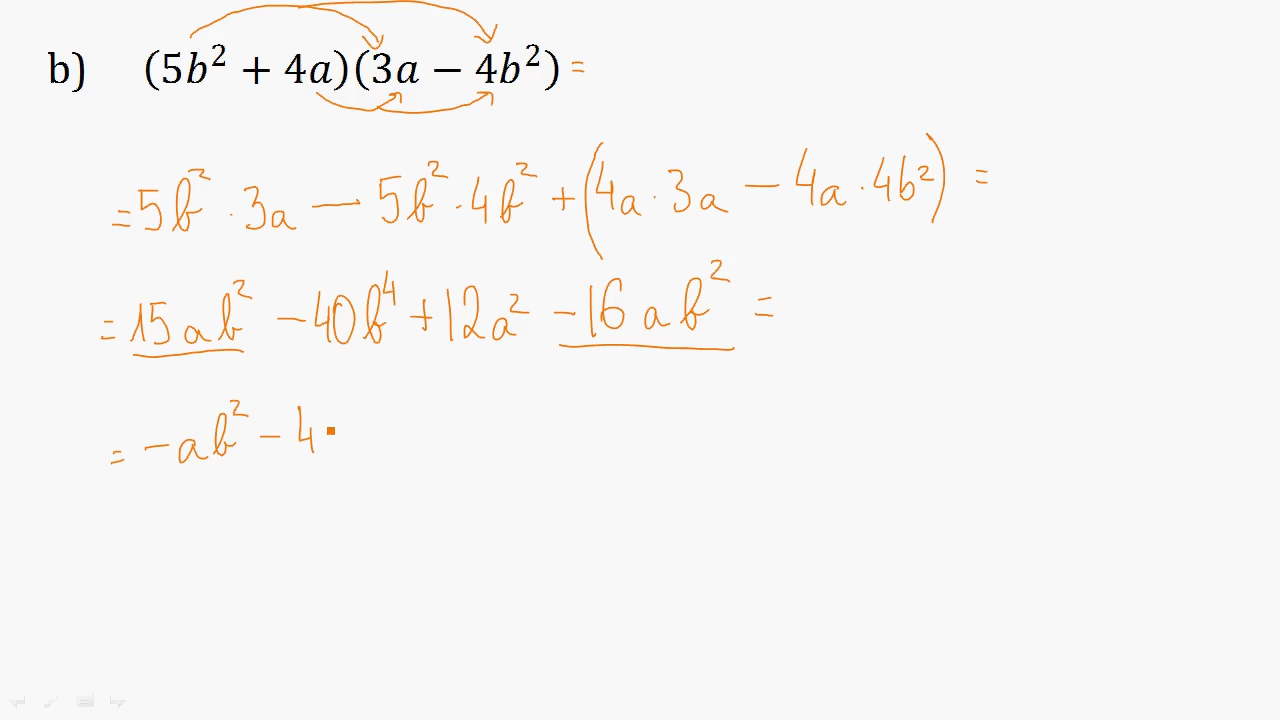 b) (5b² + 4a)(3a − 4b²) =
= 5b² · 3a — 5b² · 4b² + (4a · 3a — 4a · 4b²) =
= 15ab² − 40b⁴ + 12a² − 16ab² =
= −ab² − 4